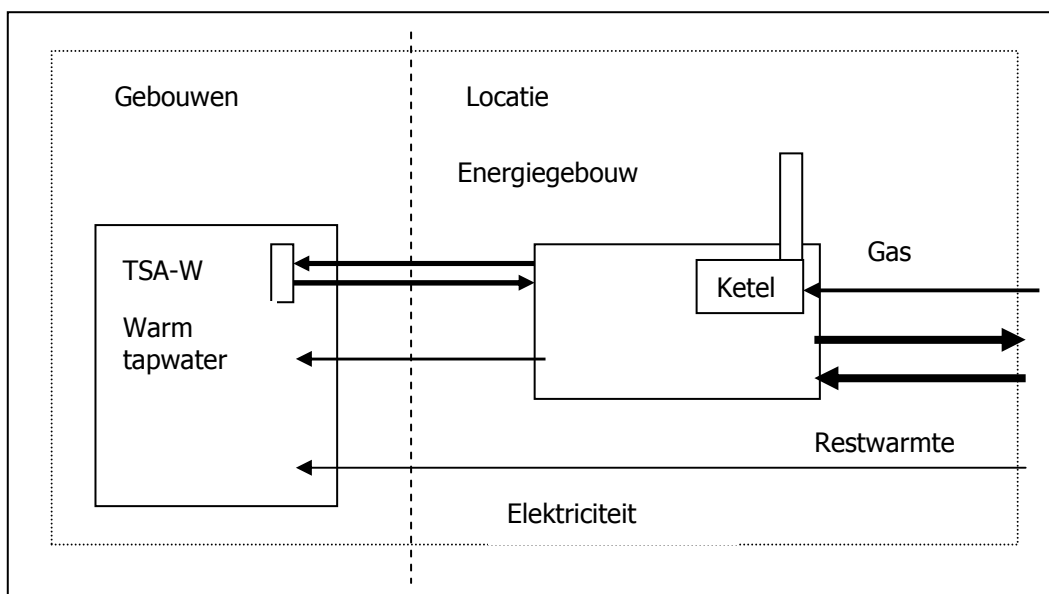 Gebouwen
Locatie
Energiegebouw
Gas
TSA-W
Ketel
Warm
tapwater
Restwarmte
Elektriciteit